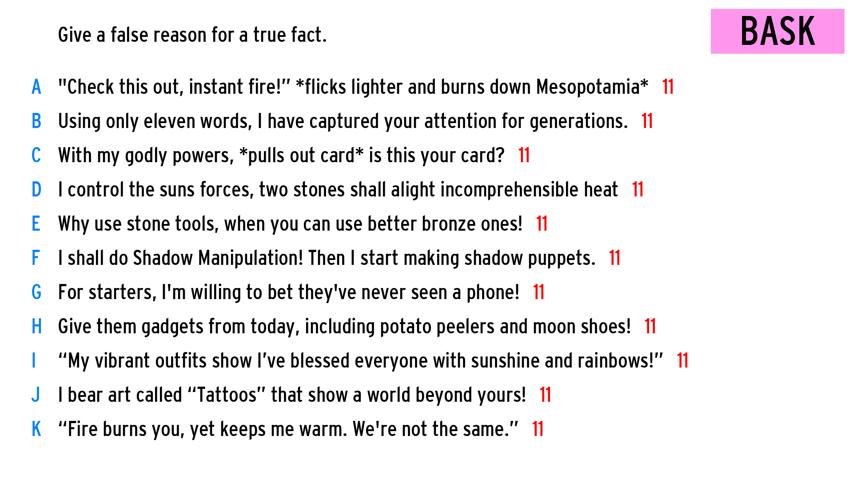 Give a false reason for a true fact.
BASK
A "Check this out, instant fire!” *flicks lighter and burns down Mesopotamia* 11
B Using only eleven words, I have captured your attention for generations. 11
C With my godly powers, *pulls out card* is this your card? 11
D I control the suns forces, two stones shall alight incomprehensible heat 11
E Why use stone tools, when you can use better bronze ones! 11
F I shall do Shadow Manipulation! Then I start making shadow puppets. 11
G For starters, I'm willing to bet they've never seen a phone! 11
H Give them gadgets from today, including potato peelers and moon shoes! 11
I “My vibrant outfits show I’ve blessed everyone with sunshine and rainbows!” 11
J I bear art called “Tattoos” that show a world beyond yours! 11
K “Fire burns you, yet keeps me warm. We're not the same.” 11